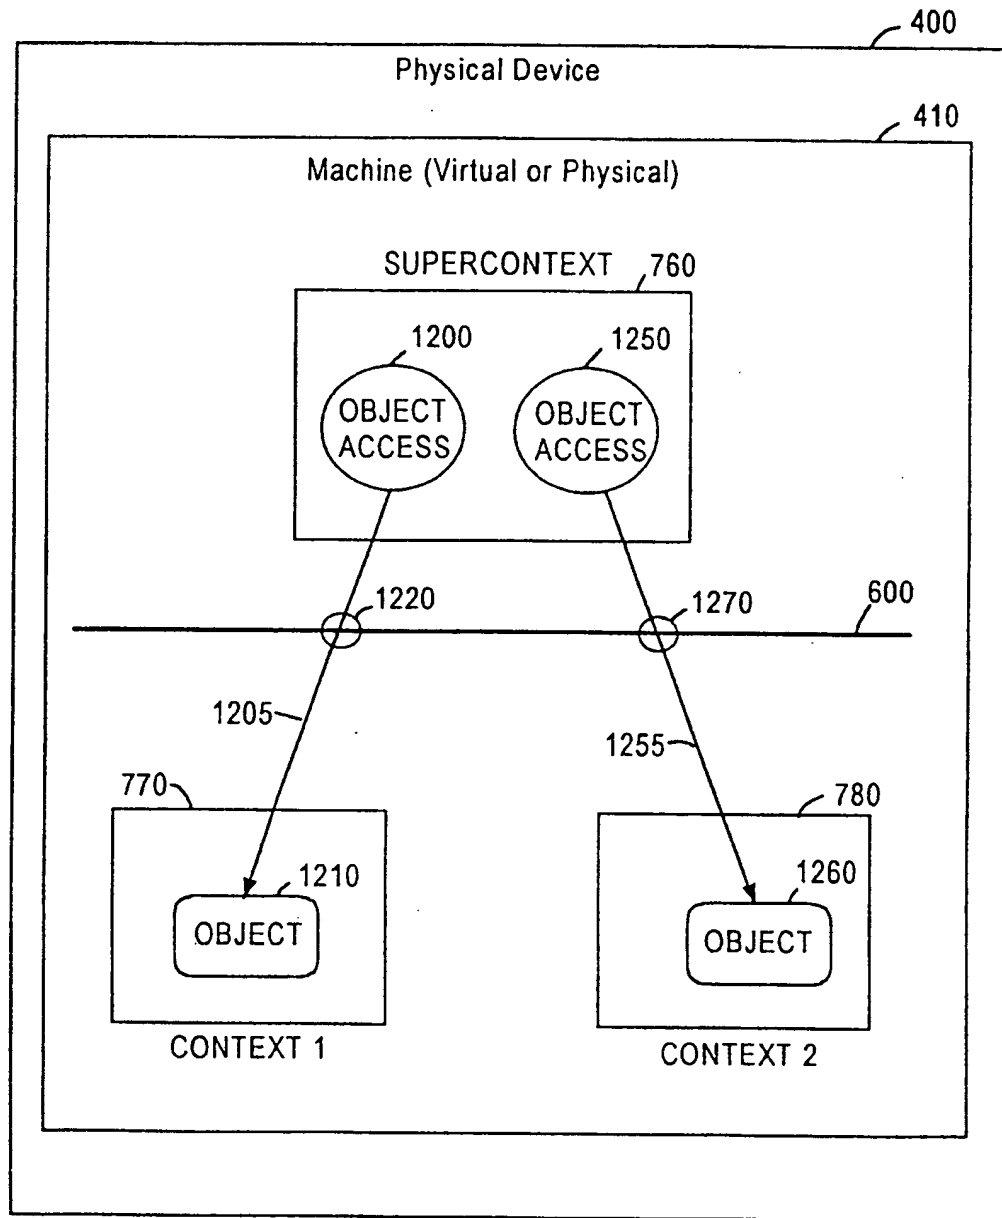 400
Physical Device
410
Machine (Virtual or Physical)
SUPERCONTEXT
760
1200
1250
OBJECT
ACCESS
OBJECT
ACCESS
1220
1270
600
1205
1255
770
780
1210
1260
OBJECT
OBJECT
CONTEXT 1
CONTEXT 2